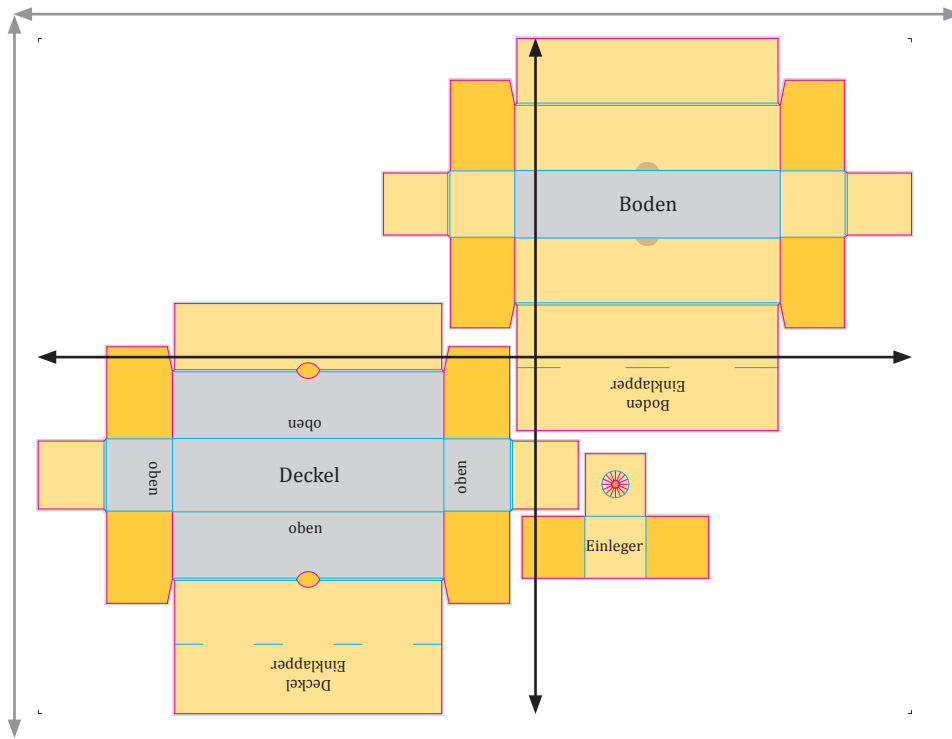 Boden
Boden
Einklapper
oben
oben
Deckel
oben
oben
Einleger
Deckel
Einklapper